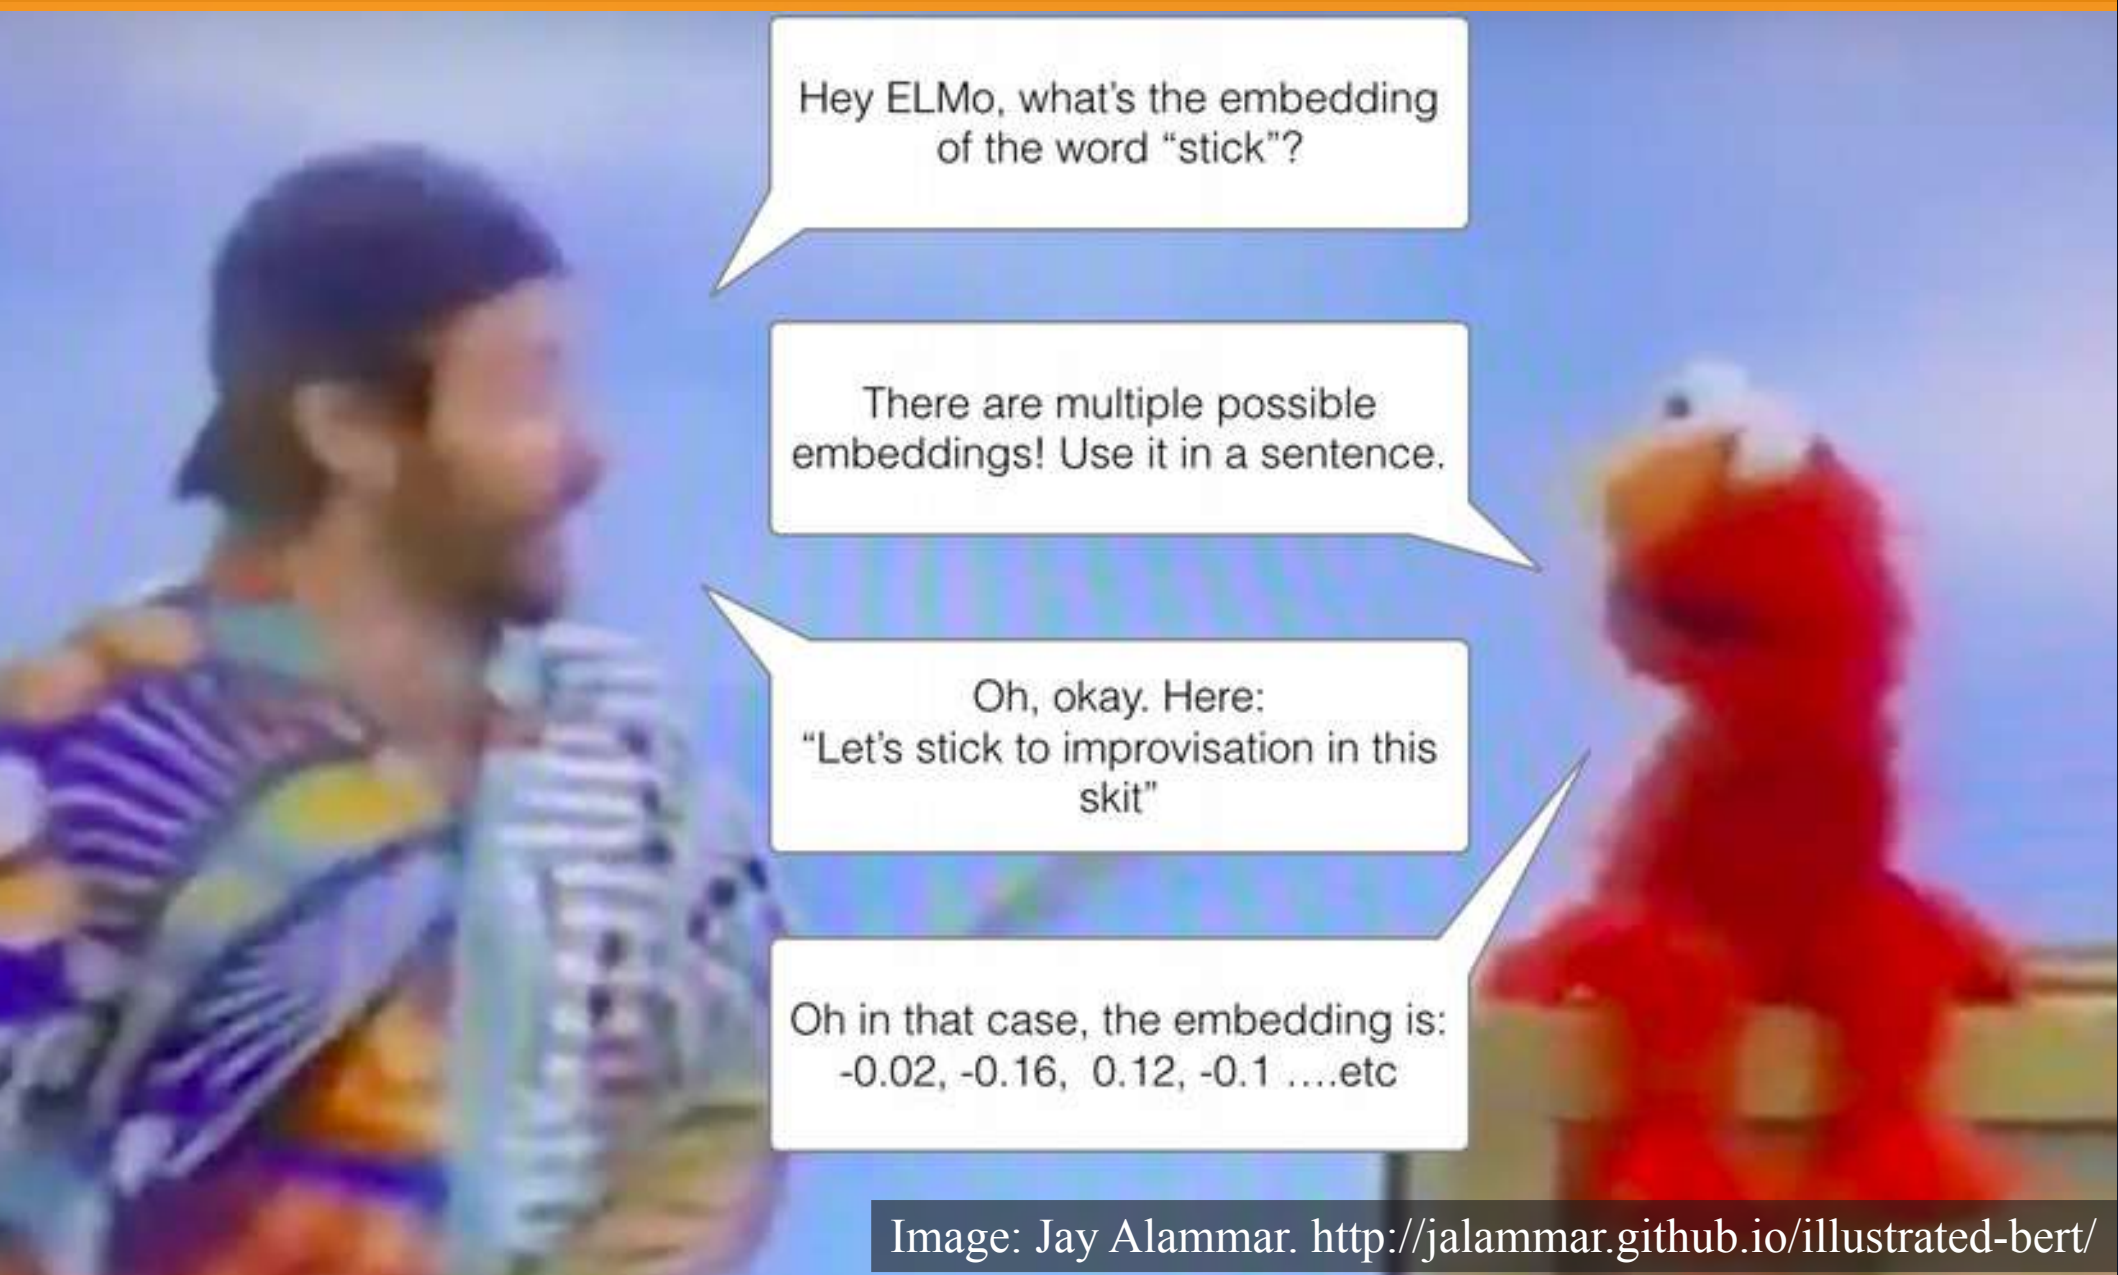 Hey ELMo, what's the embedding
of the word “stick”?
There are multiple possible
embeddings! Use it in a sentence.
Oh, okay. Here:
“Let's stick to improvisation in this
skit”
Oh in that case, the embedding is:
-0.02, -0.16,  0.12, -0.1 ....etc
Image: Jay Alammar. http://jalammar.github.io/illustrated-bert/